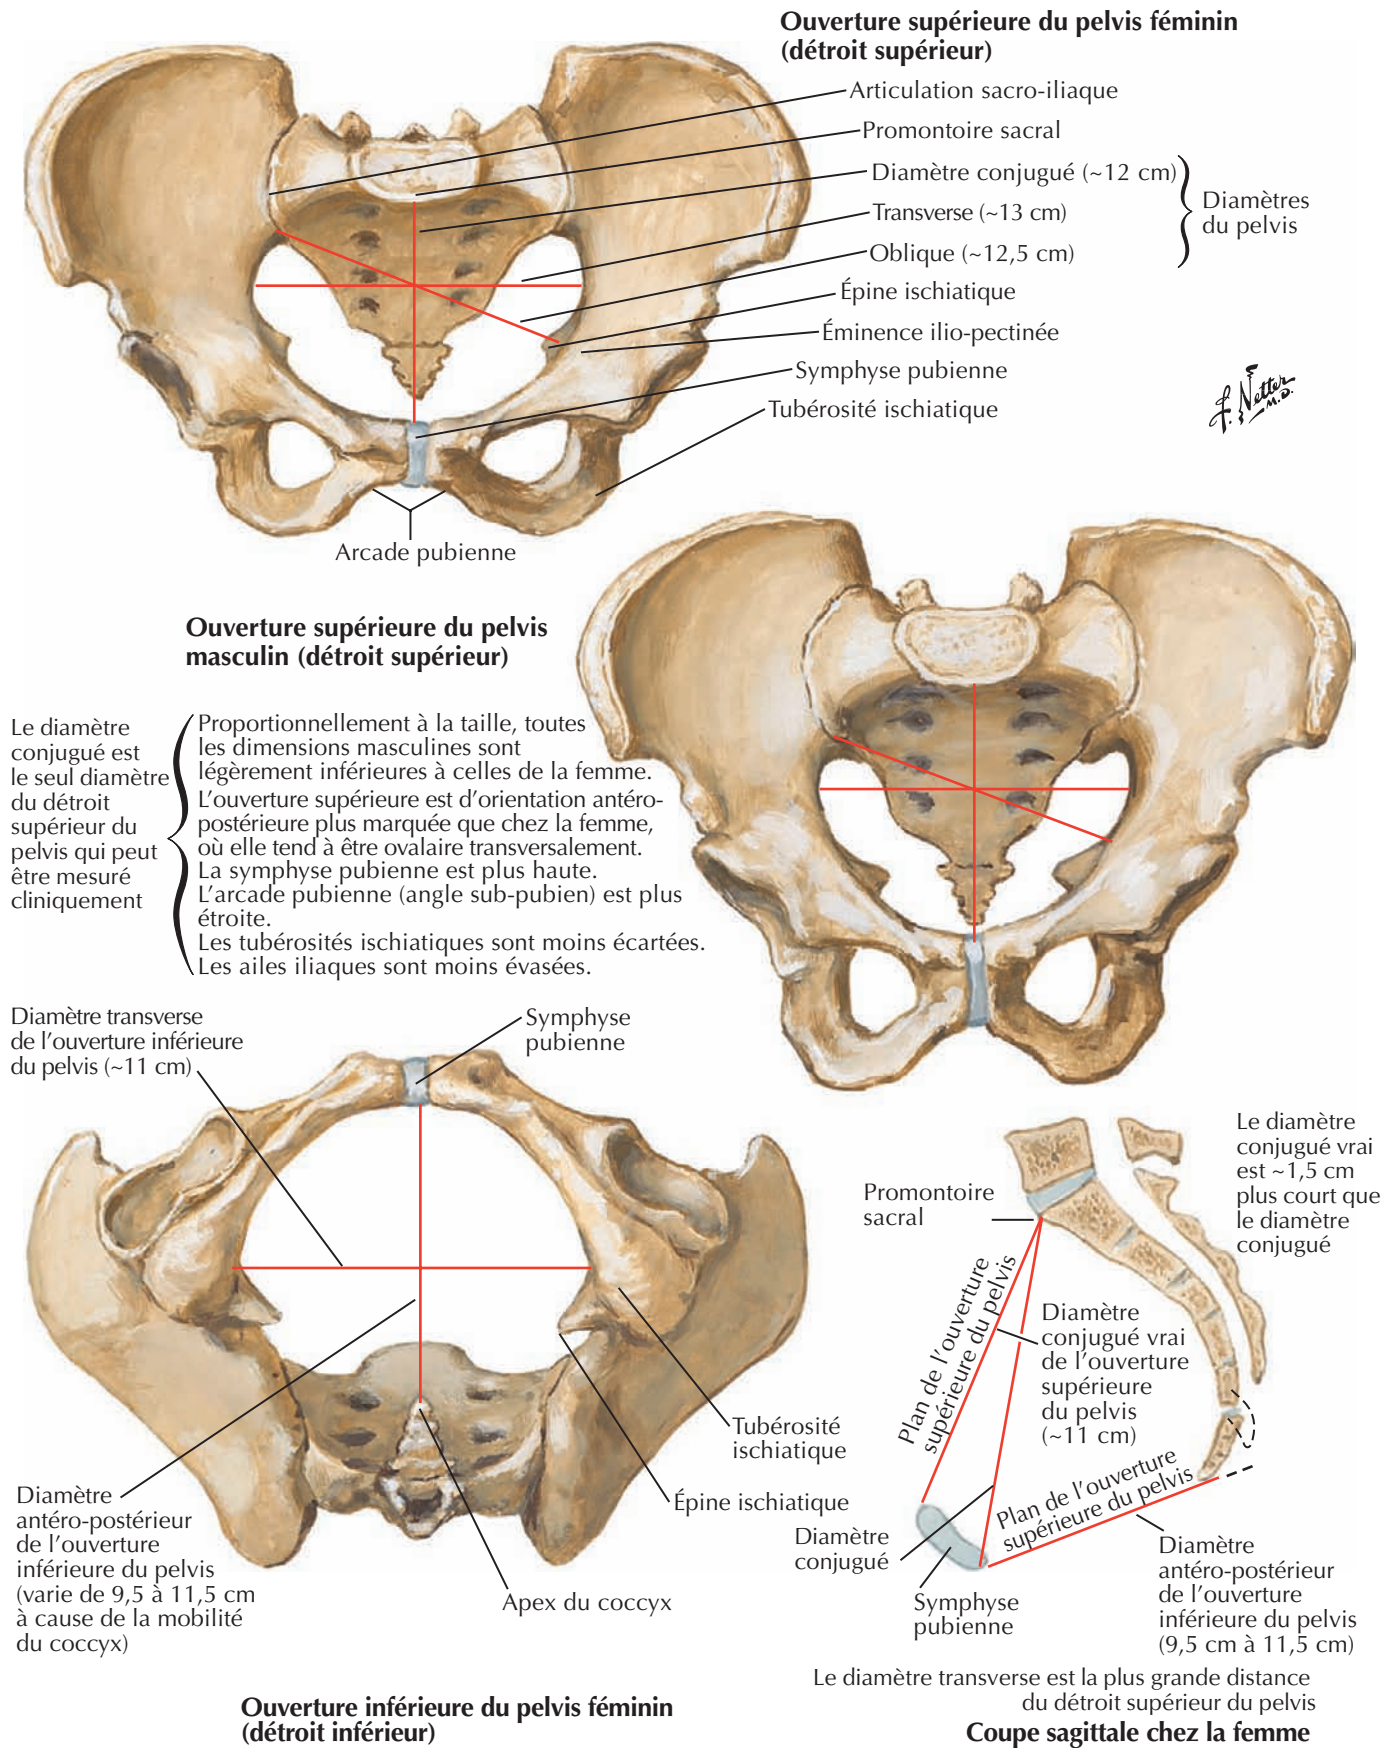 Ouverture supérieure du pelvis féminin
(détroit supérieur)
Articulation sacro-iliaque
Promontoire sacral
Diamètre conjugué (~12 cm)
Transverse (~13 cm)
Oblique (~12,5 cm)
Diamètres
du pelvis
Épine ischiatique
Éminence ilio-pectinée
Symphyse pubienne
Tubérosité ischiatique
F. Netter
M.D.
Arcade pubienne
Ouverture supérieure du pelvis
masculin (détroit supérieur)
Le diamètre
conjugué est
le seul diamètre
du détroit
supérieur du
pelvis qui peut
être mesuré
cliniquement
Proportionnellement à la taille, toutes
les dimensions masculines sont
légèrement inférieures à celles de la femme.
L'ouverture supérieure est d'orientation antéro-
postérieure plus marquée que chez la femme,
où elle tend à être ovalaire transversalement.
La symphyse pubienne est plus haute.
L'arcade pubienne (angle sub-pubien) est plus
étroite.
Les tubérosités ischiatiques sont moins écartées.
Les ailes iliaques sont moins évasées.
Diamètre transverse
de l'ouverture inférieure
du pelvis (~11 cm)
Symphyse
pubienne
Tubérosité
ischiatique
Épine ischiatique
Apex du coccyx
Diamètre
antéro-postérieur
de l'ouverture
inférieure du pelvis
(varie de 9,5 à 11,5 cm
à cause de la mobilité
du coccyx)
Ouverture inférieure du pelvis féminin
(détroit inférieur)
Le diamètre
conjugué vrai
est ~1,5 cm
plus court que
le diamètre
conjugué
Promontoire
sacral
Plan de l'ouverture
supérieure du pelvis
Diamètre
conjugué vrai
de l'ouverture
supérieure
du pelvis
(~11 cm)
Plan de l'ouverture
supérieure du pelvis
Diamètre
conjugué
Symphyse
pubienne
Diamètre
antéro-postérieur
de l'ouverture
inférieure du pelvis
(9,5 cm à 11,5 cm)
Le diamètre transverse est la plus grande distance
du détroit supérieur du pelvis
Coupe sagittale chez la femme